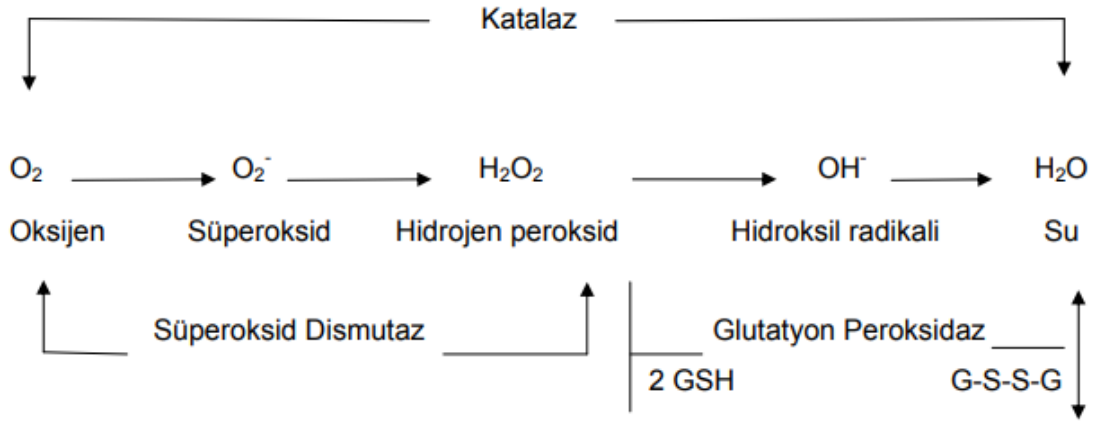 Katalaz
O₂ O₂⁻ H₂O₂ OH⁻ H₂O
Oksijen Süperoksid Hidrojen peroksid Hidroksil radikali Su
Süperoksid Dismutaz Glutatyon Peroksidaz
2 GSH G-S-S-G